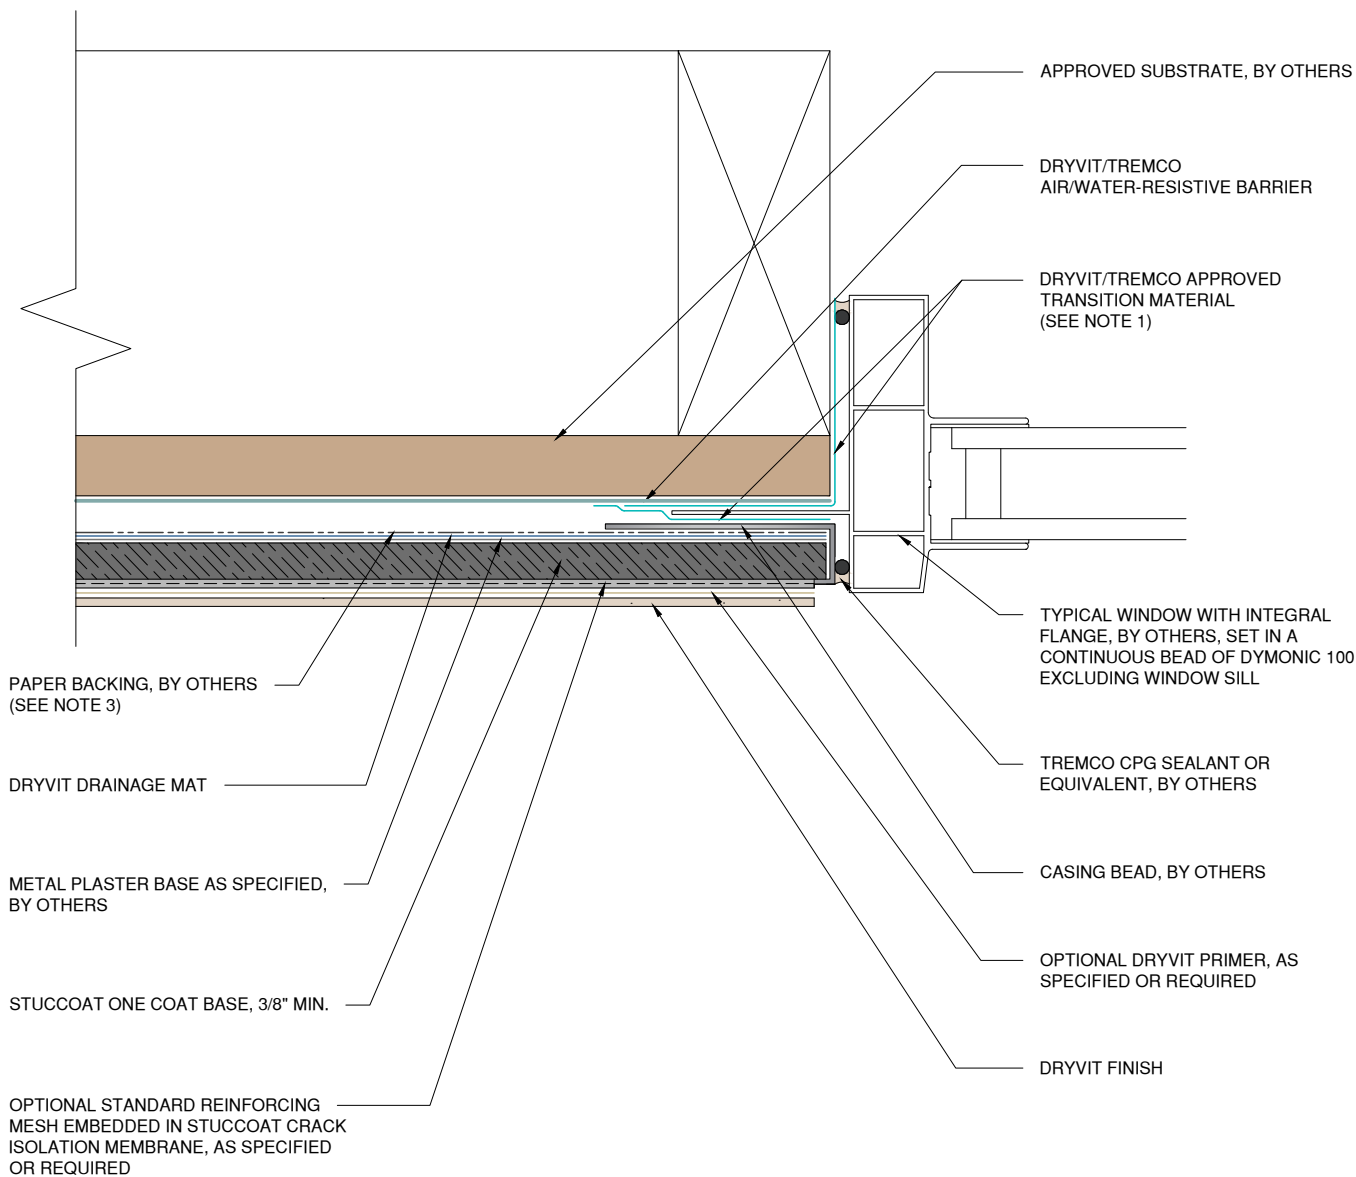 APPROVED SUBSTRATE, BY OTHERS
DRYVIT/TREMCO
AIR/WATER-RESISTIVE BARRIER
DRYVIT/TREMCO APPROVED
TRANSITION MATERIAL
(SEE NOTE 1)
TYPICAL WINDOW WITH INTEGRAL
FLANGE, BY OTHERS, SET IN A
CONTINUOUS BEAD OF DYMONIC 100
EXCLUDING WINDOW SILL
TREMCO CPG SEALANT OR
EQUIVALENT, BY OTHERS
CASING BEAD, BY OTHERS
OPTIONAL DRYVIT PRIMER, AS
SPECIFIED OR REQUIRED
DRYVIT FINISH
PAPER BACKING, BY OTHERS
(SEE NOTE 3)
DRYVIT DRAINAGE MAT
METAL PLASTER BASE AS SPECIFIED,
BY OTHERS
STUCCOAT ONE COAT BASE, 3/8" MIN.
OPTIONAL STANDARD REINFORCING
MESH EMBEDDED IN STUCCOAT CRACK
ISOLATION MEMBRANE, AS SPECIFIED
OR REQUIRED